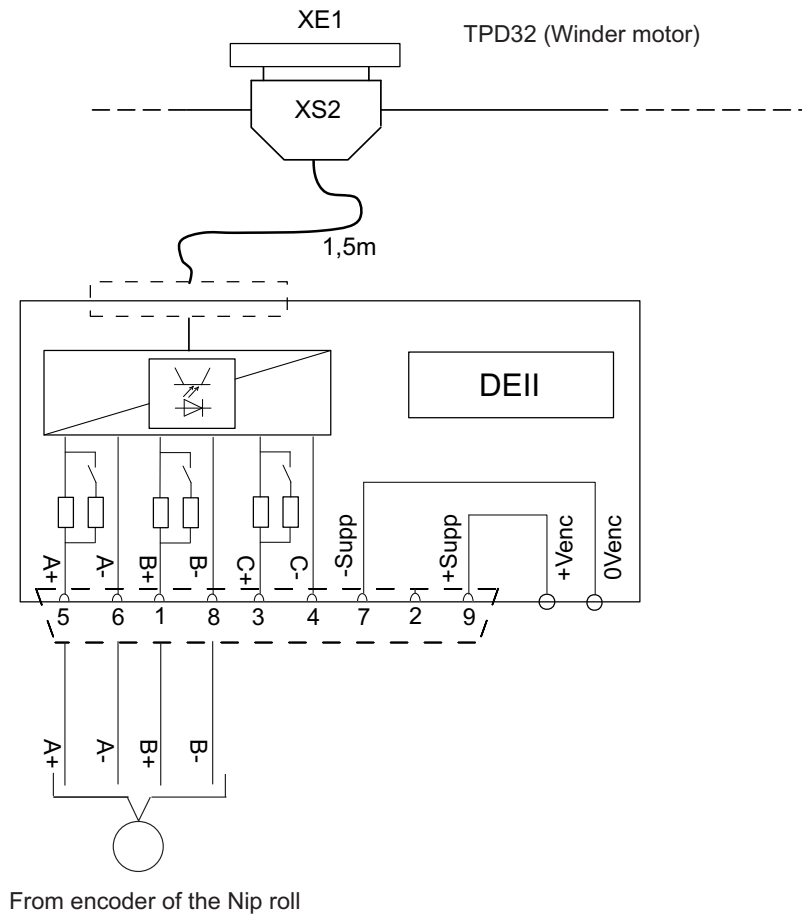 XE1
TPD32 (Winder motor)
XS2
1,5m
DEII
A+ A- B+ B- C+ C- -Supp +Supp +Venc 0Venc
5 6 1 8 3 4 7 2 9
A+ A- B+ B-
From encoder of the Nip roll